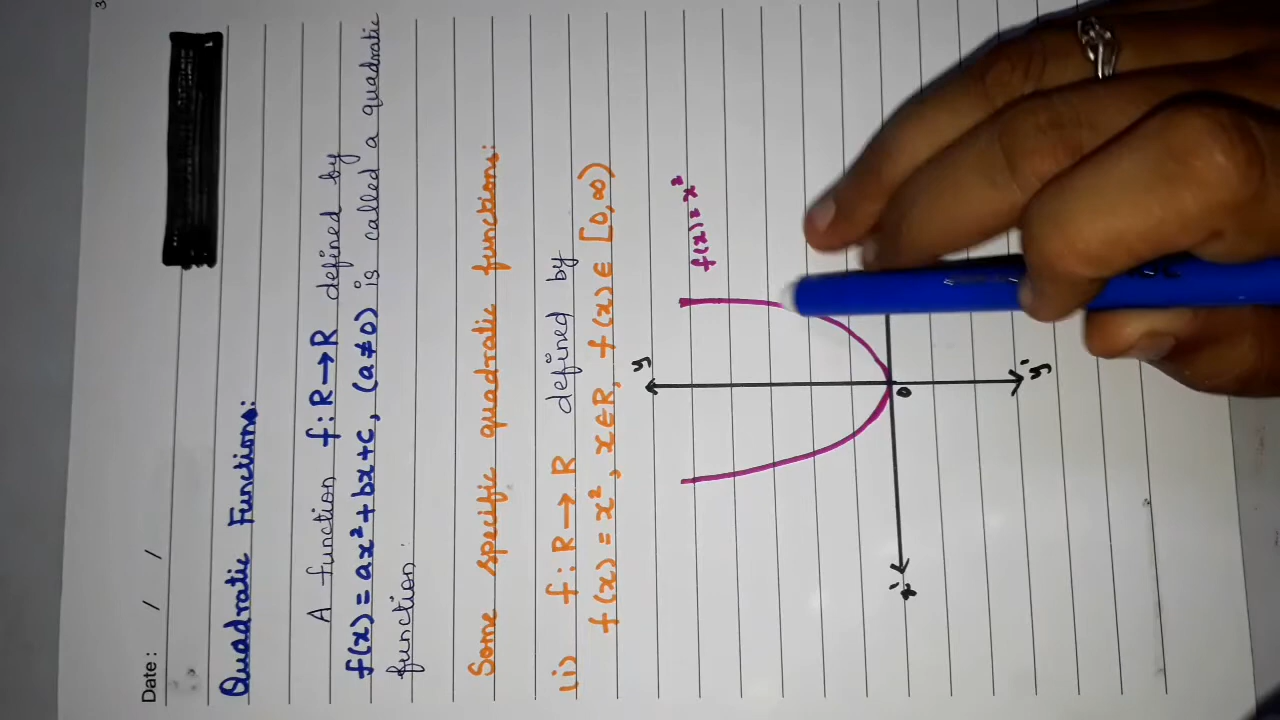 Date: / /
Quadratic Functions:
A function f:R→R defined by
f(x)=ax²+bx+c, (a≠0) is called a quadratic
function.
Some specific quadratic functions:
(i) f:R→R defined by
f(x)=x², x∈R, f(x)∈[0,∞)
y
f(x)=x²
x'
0
y'